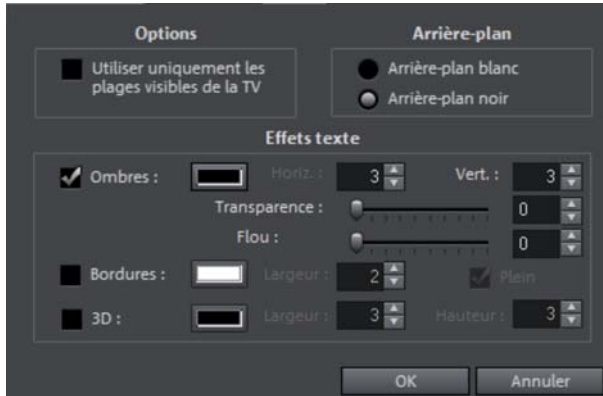 Options
Arrière-plan
Utiliser uniquement les
plages visibles de la TV
Arrière-plan blanc
Arrière-plan noir
Effets texte
Ombres : Horiz. : 3 Vert. : 3
Transparence : 0
Flou : 0
Bordures : Largeur : 2 Plein
3D : Largeur : 3 Hauteur : 3
OK Annuler